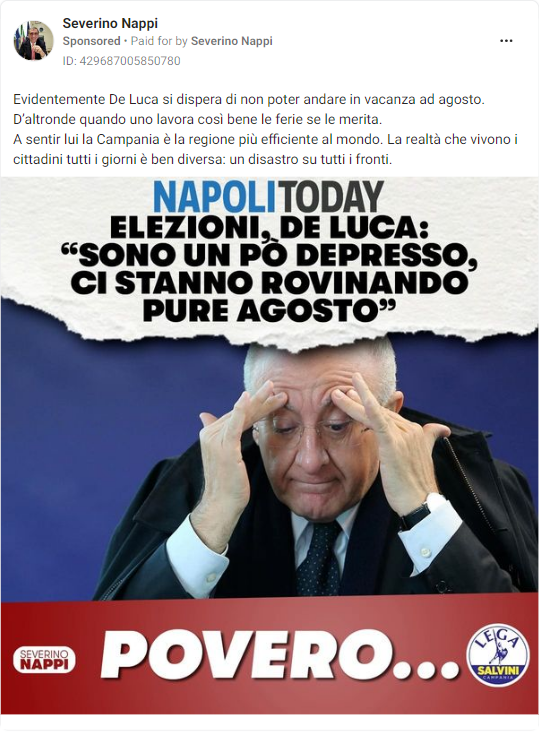 Severino Nappi
Sponsored • Paid for by Severino Nappi
ID: 429687005850780
Evidentemente De Luca si dispera di non poter andare in vacanza ad agosto.
D'altronde quando uno lavora così bene le ferie se le merita.
A sentir lui la Campania è la regione più efficiente al mondo. La realtà che vivono i
cittadini tutti i giorni è ben diversa: un disastro su tutti i fronti.
NAPOLITODAY
ELEZIONI, DE LUCA:
“SONO UN PÒ DEPRESSO,
CI STANNO ROVINANDO
PURE AGOSTO”
SEVERINO
NAPPI
POVERO...
LEGA
SALVINI
CAMPANIA